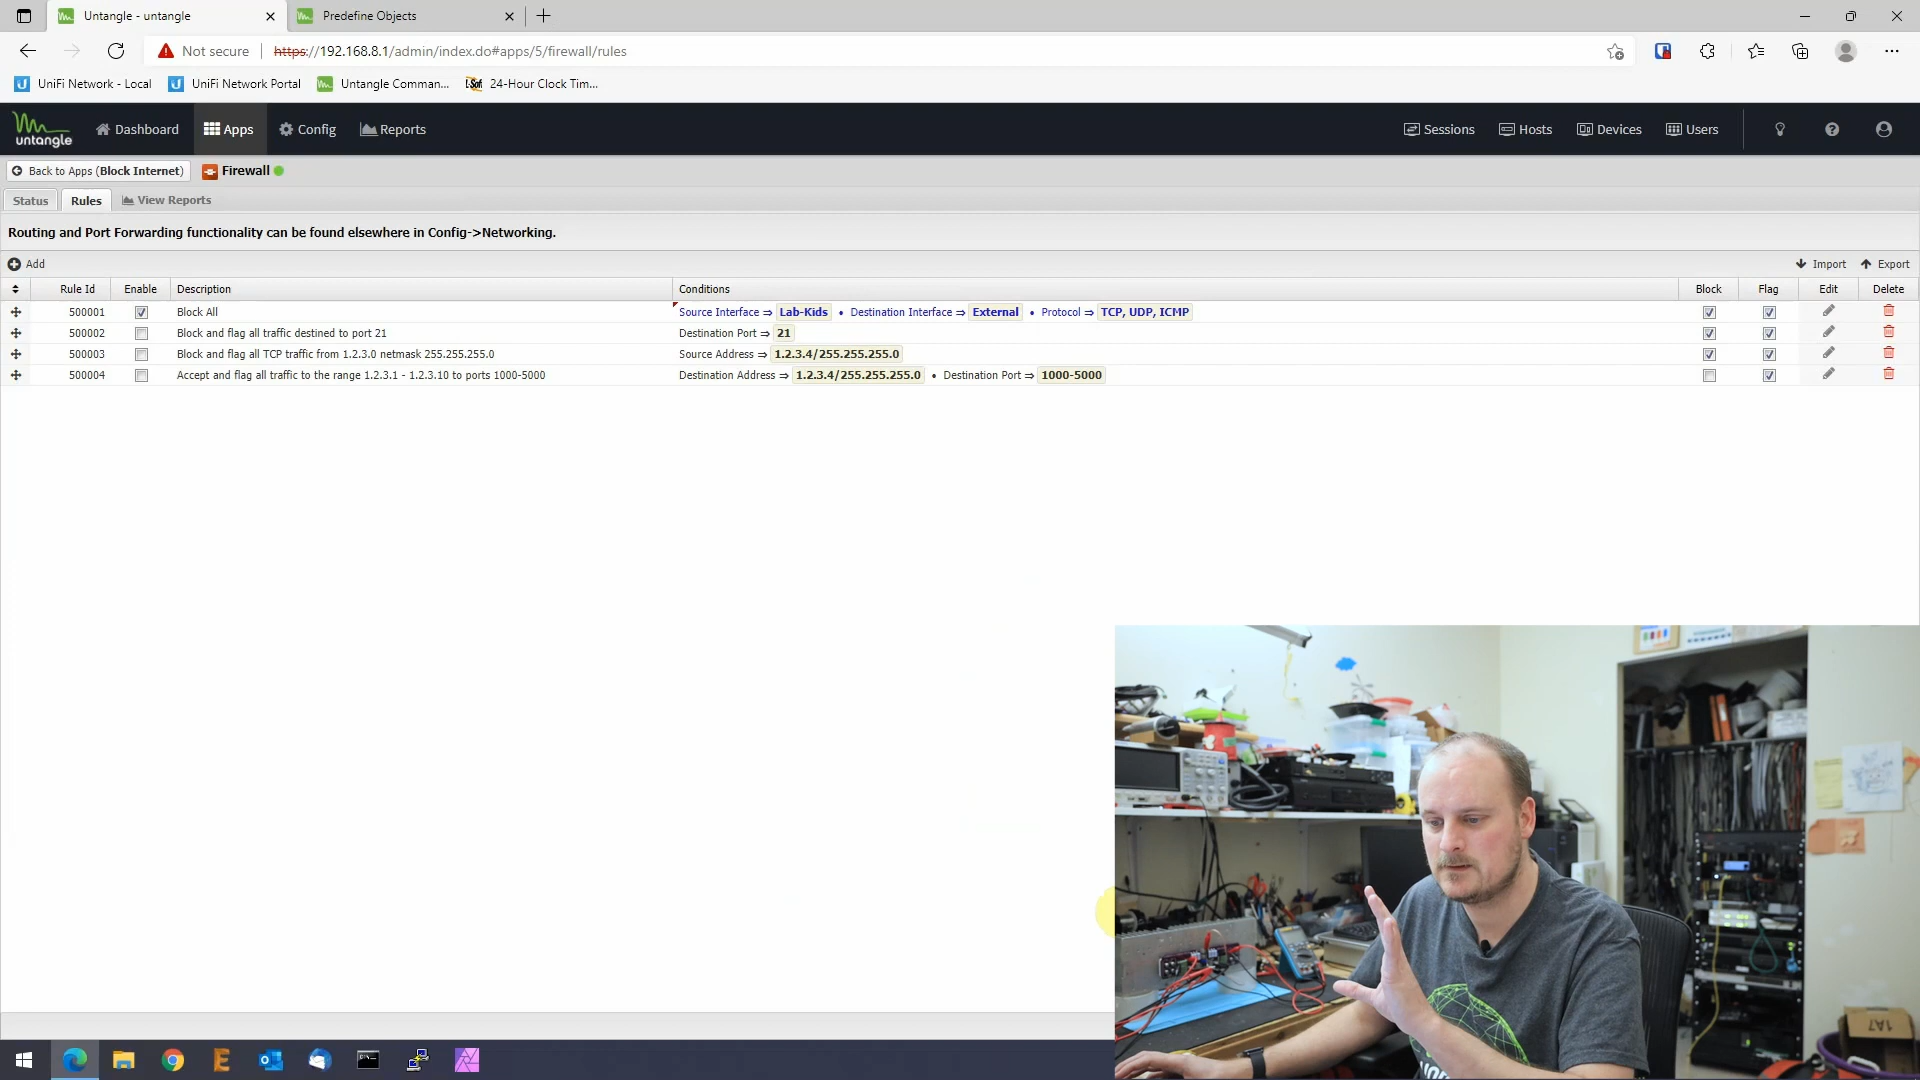 Untangle - untangle
Predefine Objects
Not secure
https://192.168.8.1/admin/index.do#apps/5/firewall/rules
UniFi Network - Local
UniFi Network Portal
Untangle Comman...
24-Hour Clock Tim...
untangle
Dashboard
Apps
Config
Reports
Sessions
Hosts
Devices
Users
Back to Apps (Block Internet)
Firewall
Status
Rules
View Reports
Routing and Port Forwarding functionality can be found elsewhere in Config->Networking.
Add
Import
Export
Rule Id Enable Description Conditions Block Flag Edit Delete
500001 Block All Source Interface ⇒ Lab-Kids • Destination Interface ⇒ External • Protocol ⇒ TCP, UDP, ICMP
500002 Block and flag all traffic destined to port 21 Destination Port ⇒ 21
500003 Block and flag all TCP traffic from 1.2.3.0 netmask 255.255.255.0 Source Address ⇒ 1.2.3.4/255.255.255.0
500004 Accept and flag all traffic to the range 1.2.3.1 - 1.2.3.10 to ports 1000-5000 Destination Address ⇒ 1.2.3.4/255.255.255.0 • Destination Port ⇒ 1000-5000
1A7